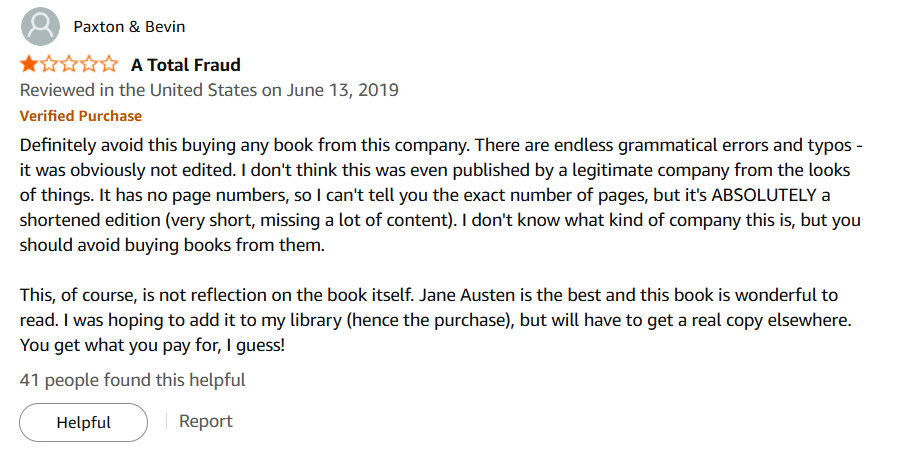 Paxton & Bevin
A Total Fraud
Reviewed in the United States on June 13, 2019
Verified Purchase
Definitely avoid this buying any book from this company. There are endless grammatical errors and typos -
it was obviously not edited. I don't think this was even published by a legitimate company from the looks
of things. It has no page numbers, so I can't tell you the exact number of pages, but it's ABSOLUTELY a
shortened edition (very short, missing a lot of content). I don't know what kind of company this is, but you
should avoid buying books from them.
This, of course, is not reflection on the book itself. Jane Austen is the best and this book is wonderful to
read. I was hoping to add it to my library (hence the purchase), but will have to get a real copy elsewhere.
You get what you pay for, I guess!
41 people found this helpful
Helpful Report